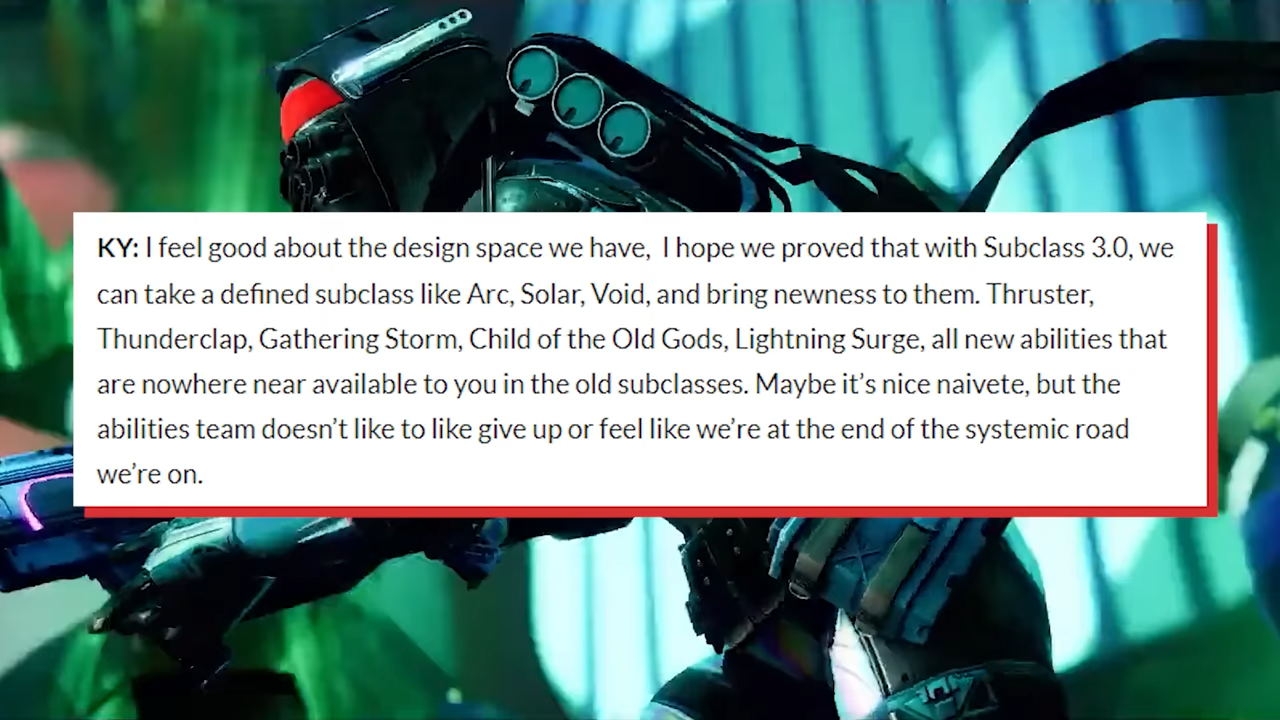 KY: I feel good about the design space we have,  I hope we proved that with Subclass 3.0, we
can take a defined subclass like Arc, Solar, Void, and bring newness to them. Thruster,
Thunderclap, Gathering Storm, Child of the Old Gods, Lightning Surge, all new abilities that
are nowhere near available to you in the old subclasses. Maybe it’s nice naivete, but the
abilities team doesn’t like to like give up or feel like we’re at the end of the systemic road
we’re on.